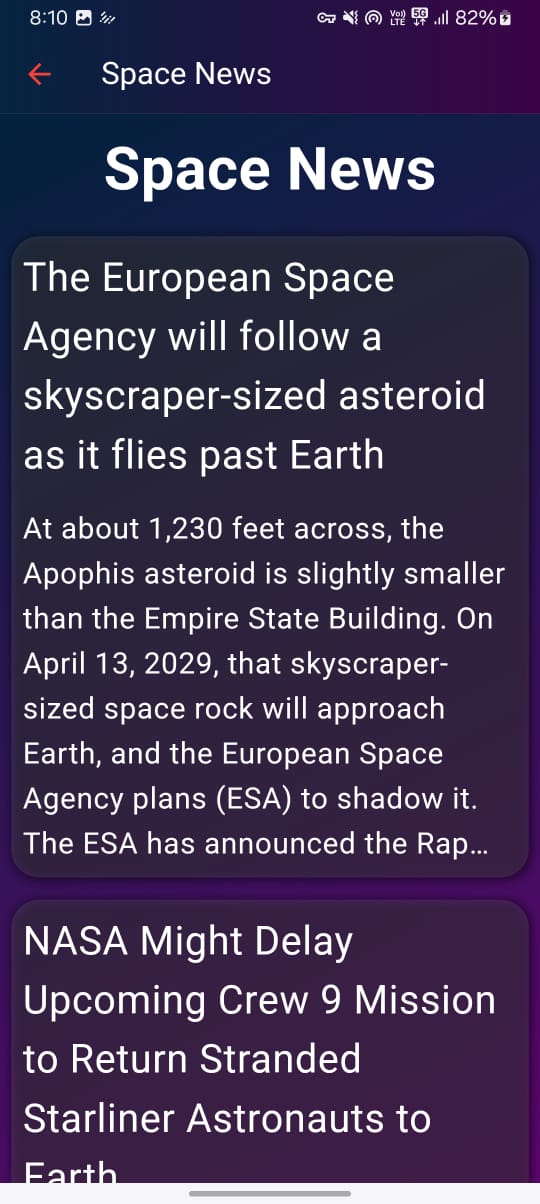 8:10 Vo)) LTE 5G 82%
Space News
Space News
The European Space
Agency will follow a
skyscraper-sized asteroid
as it flies past Earth
At about 1,230 feet across, the
Apophis asteroid is slightly smaller
than the Empire State Building. On
April 13, 2029, that skyscraper-
sized space rock will approach
Earth, and the European Space
Agency plans (ESA) to shadow it.
The ESA has announced the Rap...
NASA Might Delay
Upcoming Crew 9 Mission
to Return Stranded
Starliner Astronauts to
Earth